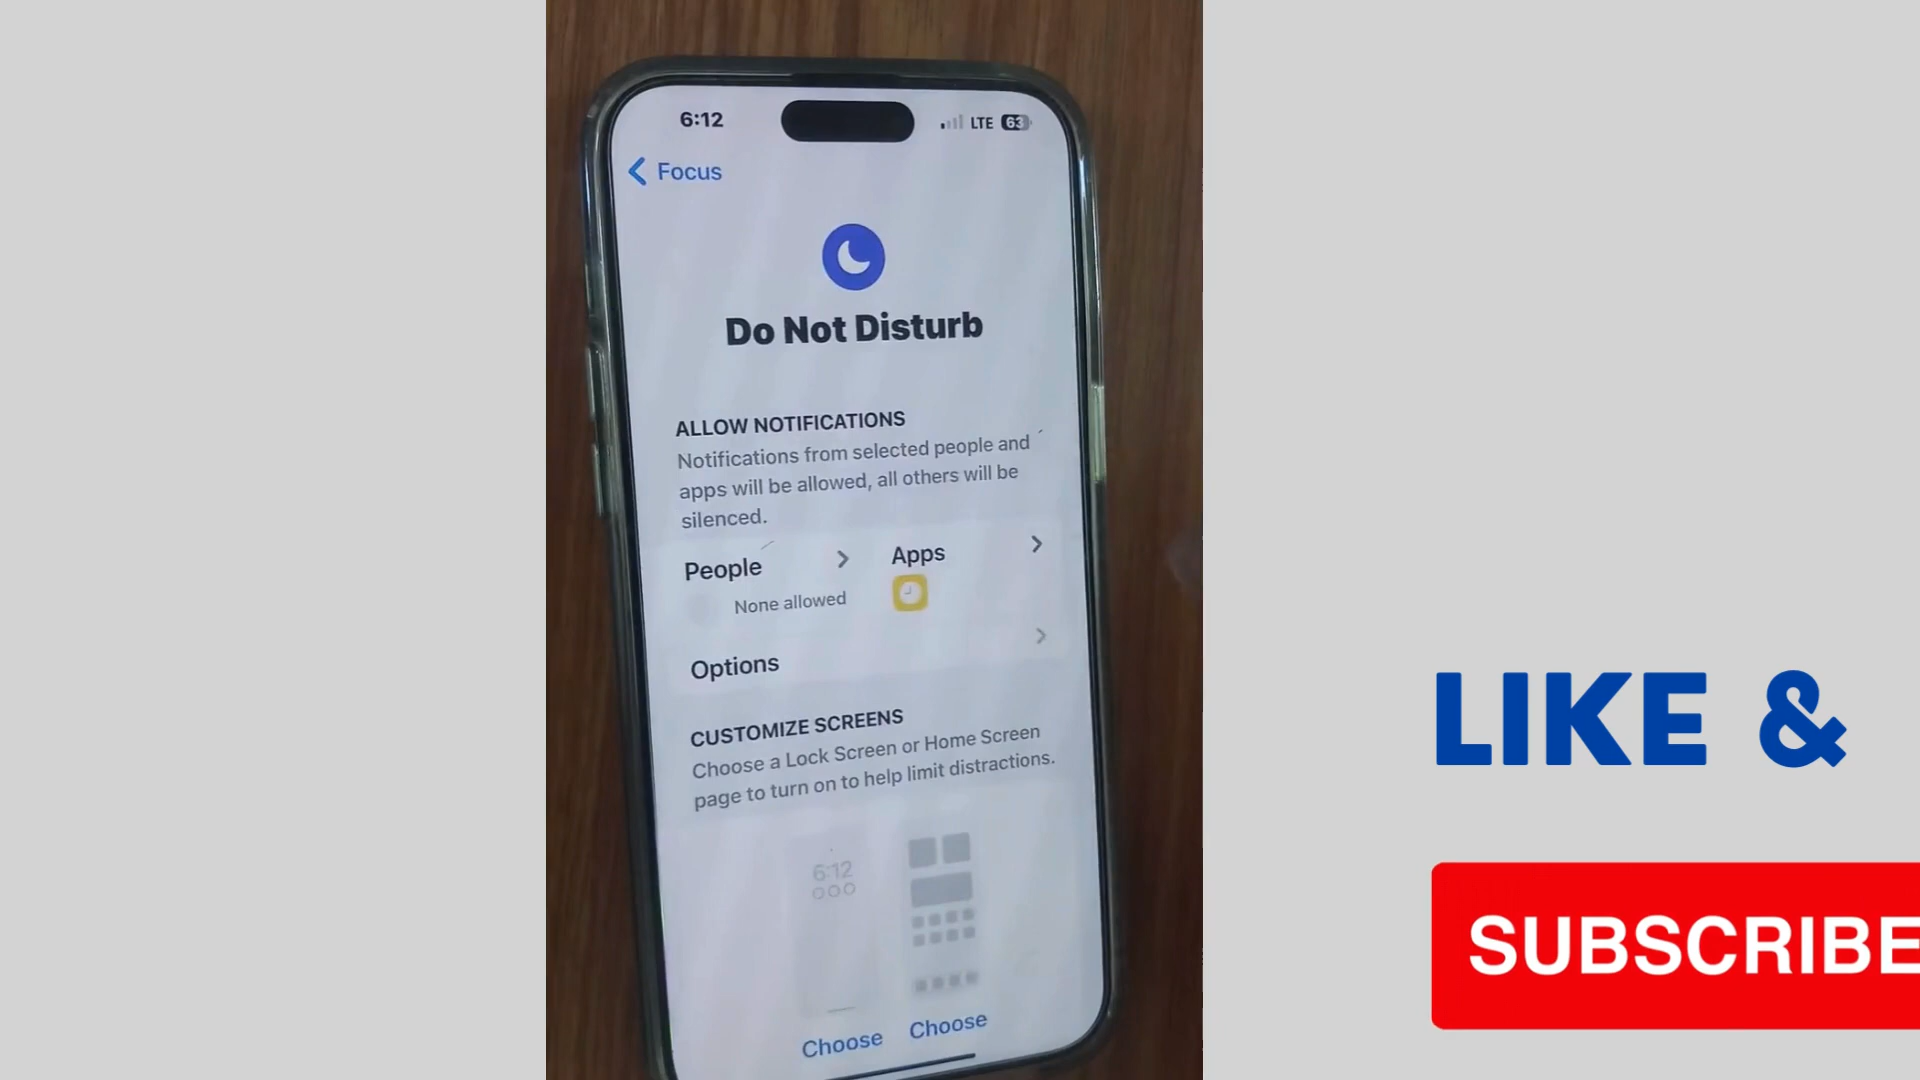 6:12
LTE 63
Focus
Do Not Disturb
ALLOW NOTIFICATIONS
Notifications from selected people and
apps will be allowed, all others will be
silenced.
People
Apps
None allowed
Options
CUSTOMIZE SCREENS
Choose a Lock Screen or Home Screen
page to turn on to help limit distractions.
6:12
Choose
Choose
LIKE &
SUBSCRIBE